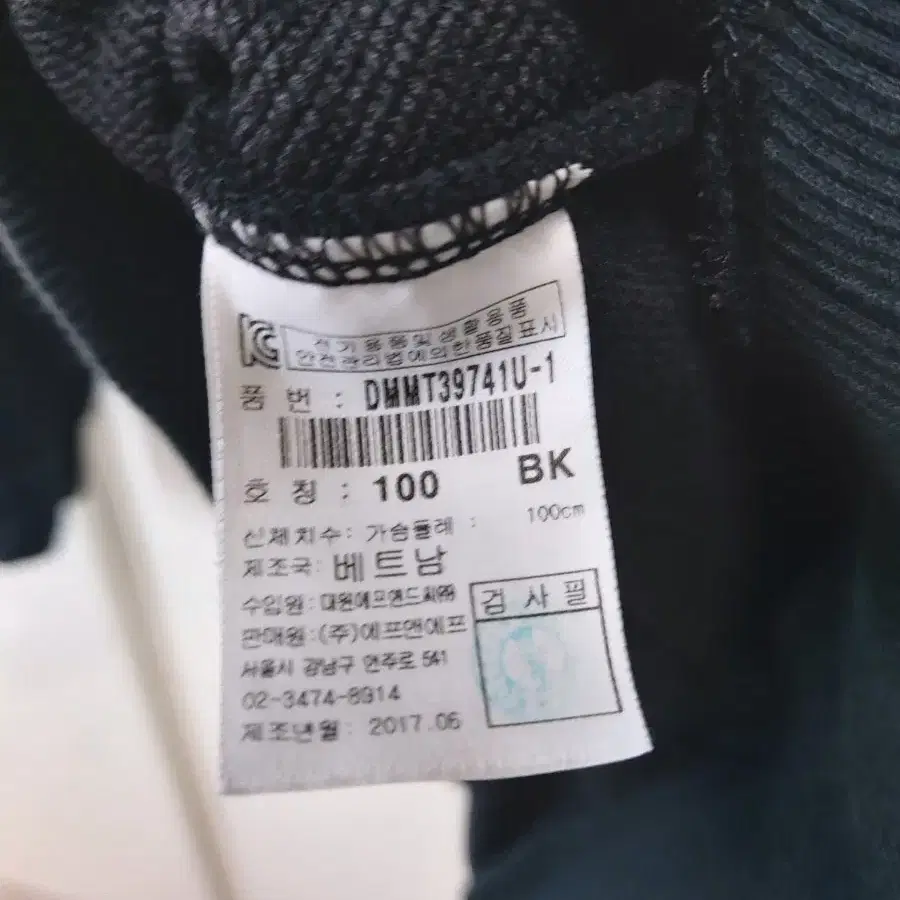 KC 전기용품및생활용품
안전관리법에의한품질표시
품 번 : DMMT39741U-1
BK
호 칭 : 100
신체치수: 가슴둘레 : 100cm
제조국: 베트남
수입원: 대원에프앤드씨㈜
판매원:(주)에프앤에프
서울시 강남구 언주로 541
02-3474-8914
제조년월: 2017.06
검 사 필